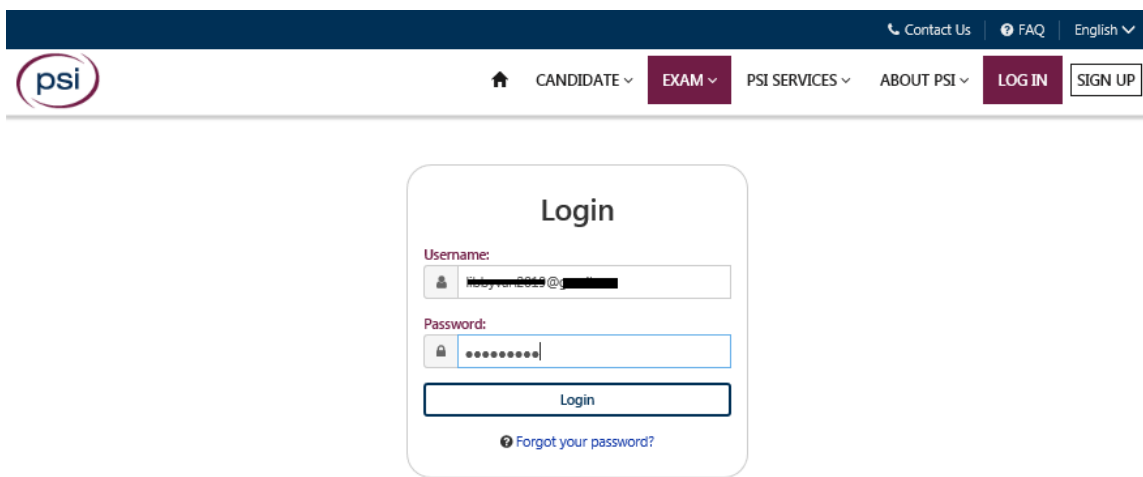 Contact Us FAQ English
psi CANDIDATE EXAM PSI SERVICES ABOUT PSI LOG IN SIGN UP
Login
Username:
Password:
Login
Forgot your password?